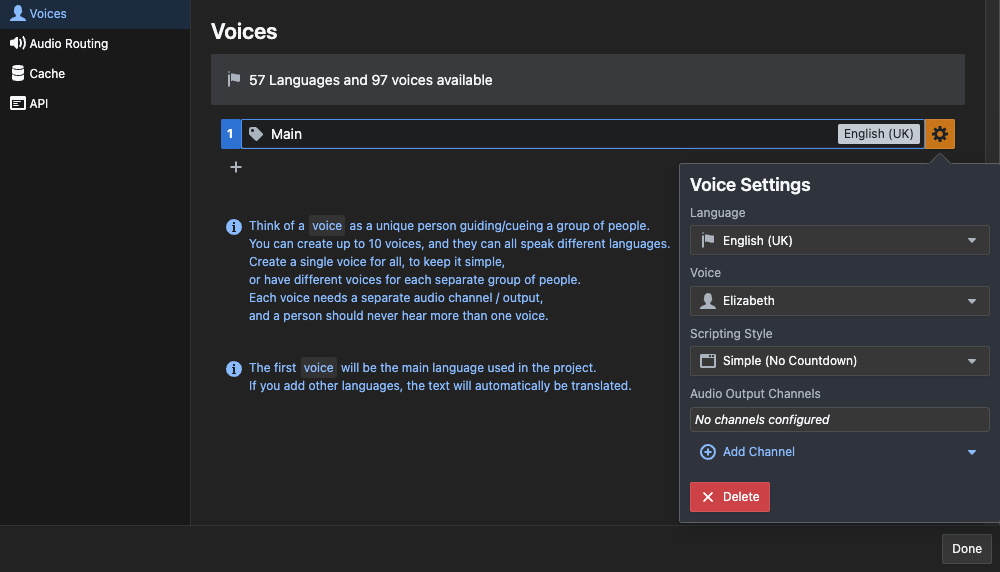 Voices
Audio Routing
Cache
API
Voices
57 Languages and 97 voices available
1 Main English (UK)
Think of a voice as a unique person guiding/cueing a group of people.
You can create up to 10 voices, and they can all speak different languages.
Create a single voice for all, to keep it simple,
or have different voices for each separate group of people.
Each voice needs a separate audio channel / output,
and a person should never hear more than one voice.
The first voice will be the main language used in the project.
If you add other languages, the text will automatically be translated.
Voice Settings
Language
English (UK)
Voice
Elizabeth
Scripting Style
Simple (No Countdown)
Audio Output Channels
No channels configured
Add Channel
Delete
Done